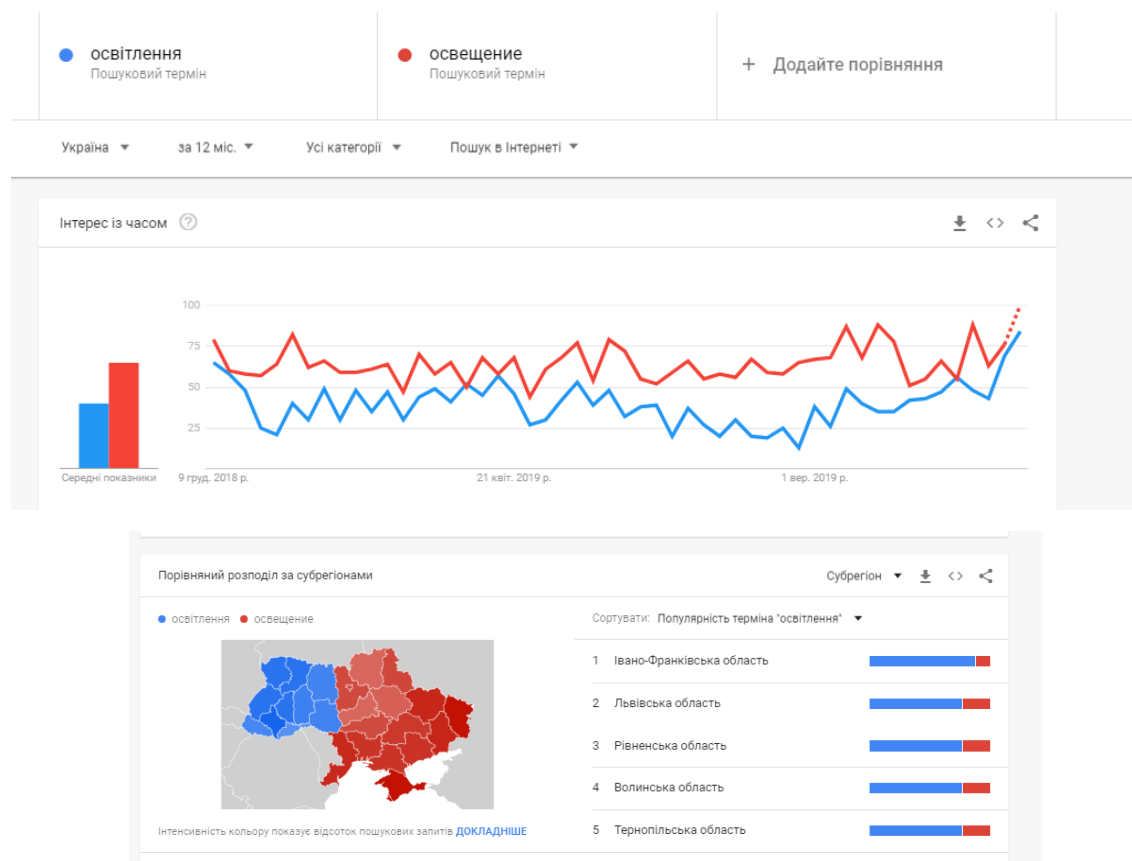 освітлення
Пошуковий термін
освещение
Пошуковий термін
+ Додайте порівняння
Україна
за 12 міс.
Усі категорії
Пошук в Інтернеті
Інтерес із часом
100
75
50
25
Середні показники
9 груд. 2018 р.
21 квіт. 2019 р.
1 вер. 2019 р.
Порівняний розподіл за субрегіонами
Субрегіон
освітлення
освещение
Сортувати: Популярність терміна "освітлення"
1 Івано-Франківська область
2 Львівська область
3 Рівненська область
4 Волинська область
5 Тернопільська область
Інтенсивність кольору показує відсоток пошукових запитів ДОКЛАДНІШЕ